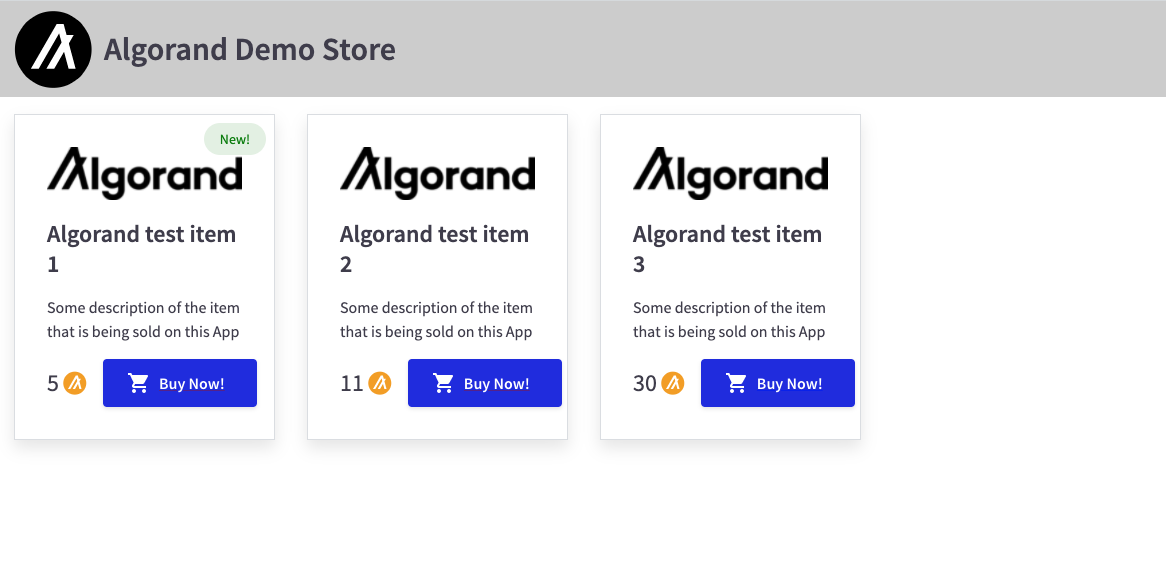 Algorand Demo Store
New!
Algorand
Algorand test item
1
Some description of the item
that is being sold on this App
5
Buy Now!
Algorand
Algorand test item
2
Some description of the item
that is being sold on this App
11
Buy Now!
Algorand
Algorand test item
3
Some description of the item
that is being sold on this App
30
Buy Now!